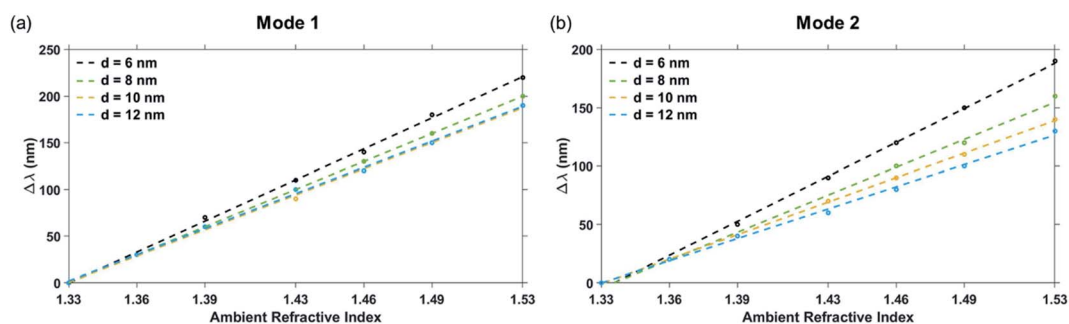 (a)
Mode 1
250
200
150
100
50
0
Δλ (nm)
d = 6 nm
d = 8 nm
d = 10 nm
d = 12 nm
1.33 1.36 1.39 1.43 1.46 1.49 1.53
Ambient Refractive Index
(b)
Mode 2
200
150
100
50
0
Δλ (nm)
d = 6 nm
d = 8 nm
d = 10 nm
d = 12 nm
1.33 1.36 1.39 1.43 1.46 1.49 1.53
Ambient Refractive Index